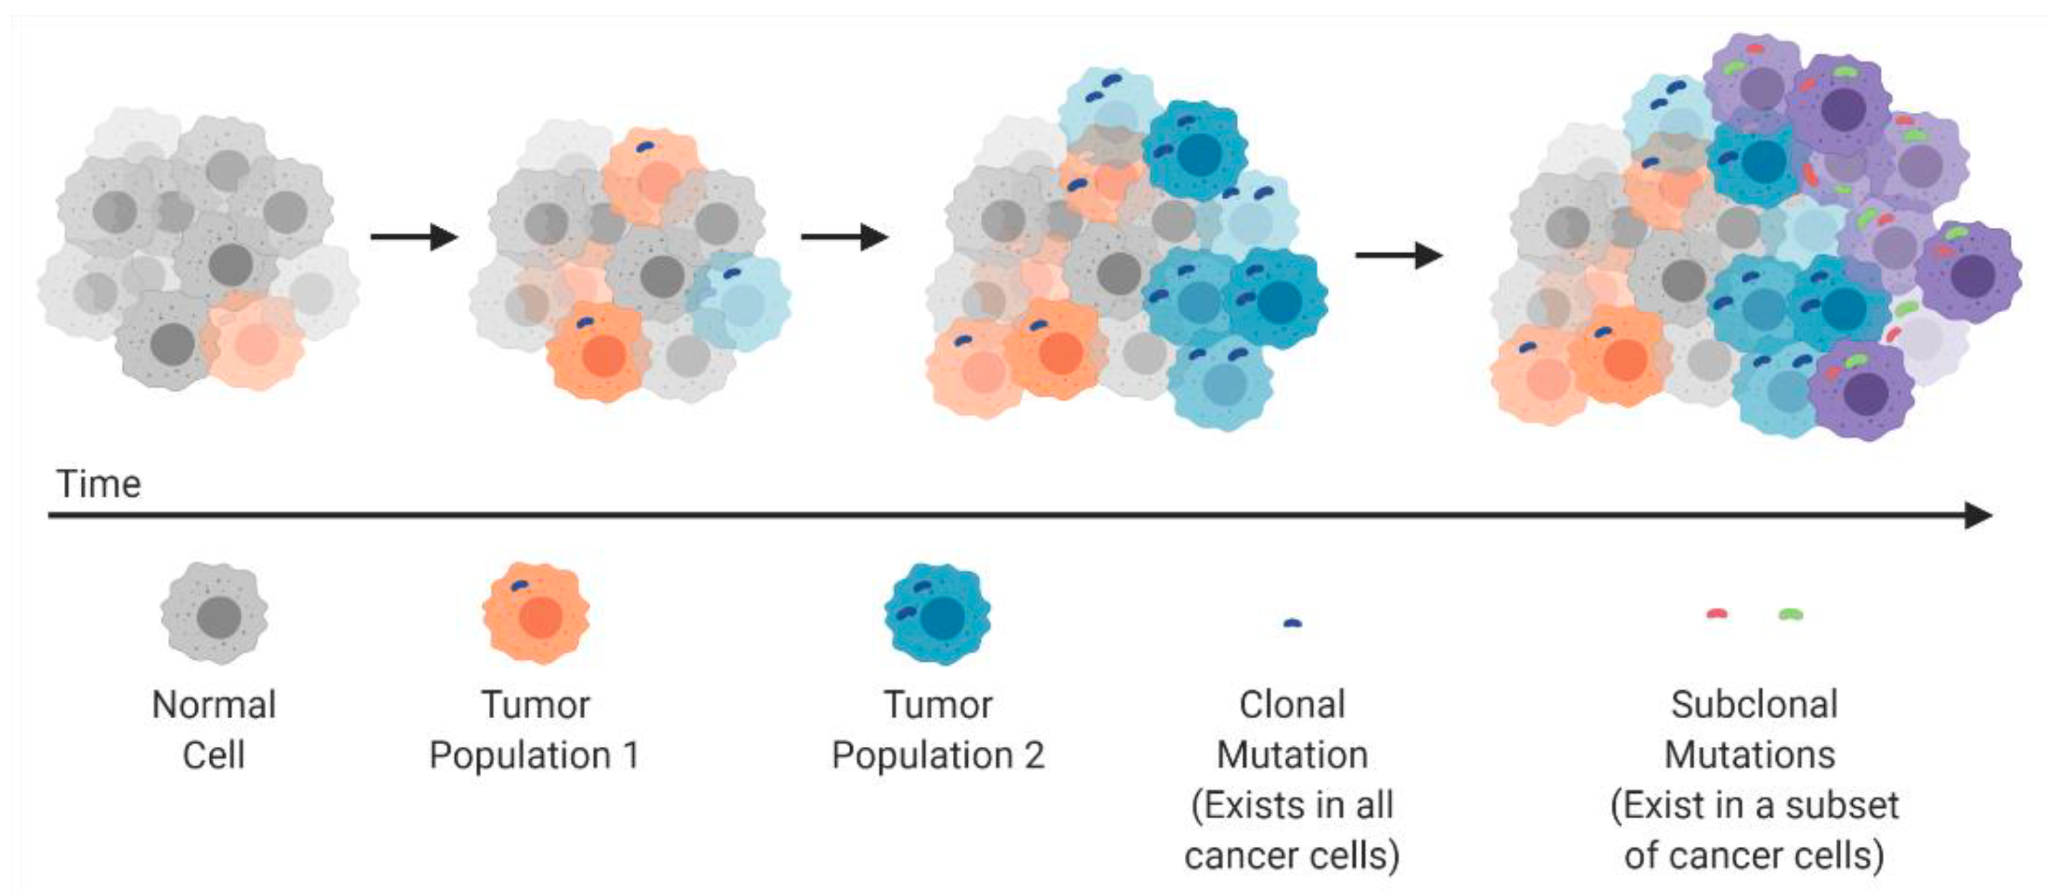 Time
Normal
Cell
Tumor
Population 1
Tumor
Population 2
Clonal
Mutation
(Exists in all
cancer cells)
Subclonal
Mutations
(Exist in a subset
of cancer cells)